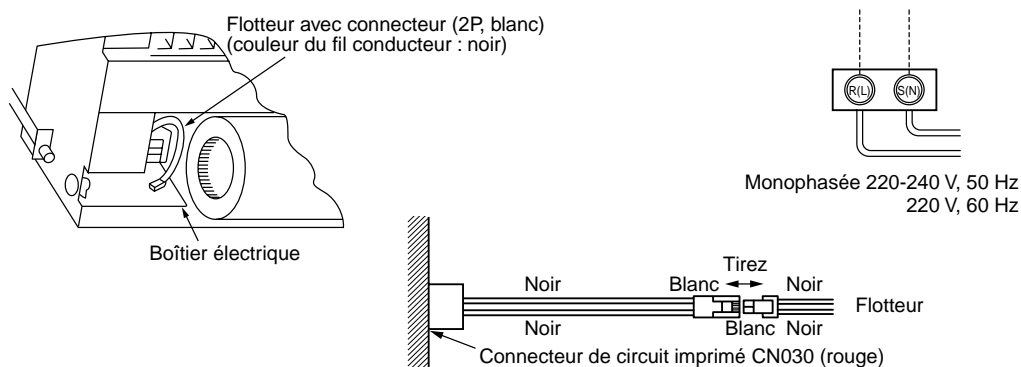 Flotteur avec connecteur (2P, blanc)
(couleur du fil conducteur : noir)
Boîtier électrique
R(L) S(N)
Monophasée 220-240 V, 50 Hz
220 V, 60 Hz
Tirez
Noir Blanc Noir
Flotteur
Noir Blanc Noir
Connecteur de circuit imprimé CN030 (rouge)